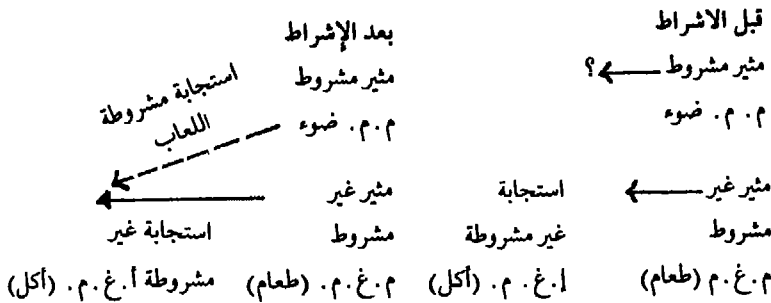 قبل الاشراط
مثير مشروط ؟
م . م . ضوء
مثير غير استجابة
مشروط غير مشروطة
م.غ.م (طعام) إ.غ.م. (أكل)
بعد الإشراط
مثير مشروط
م.م. ضوء
استجابة مشروطة
اللعاب
مثير غير
مشروط استجابة غير
م.غ.م. (طعام) مشروطة أ.غ.م. (أكل)